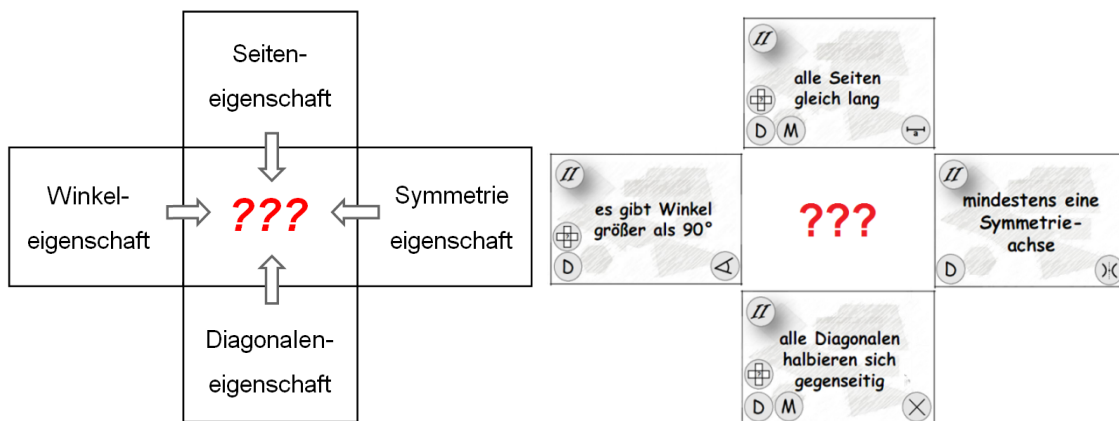 Seiten-
eigenschaft
Winkel-
eigenschaft
???
Symmetrie
eigenschaft
Diagonalen-
eigenschaft
II
alle Seiten
gleich lang
D M
a
II
es gibt Winkel
größer als 90°
D
???
II
mindestens eine
Symmetrie-
achse
D
II
alle Diagonalen
halbieren sich
gegenseitig
D M